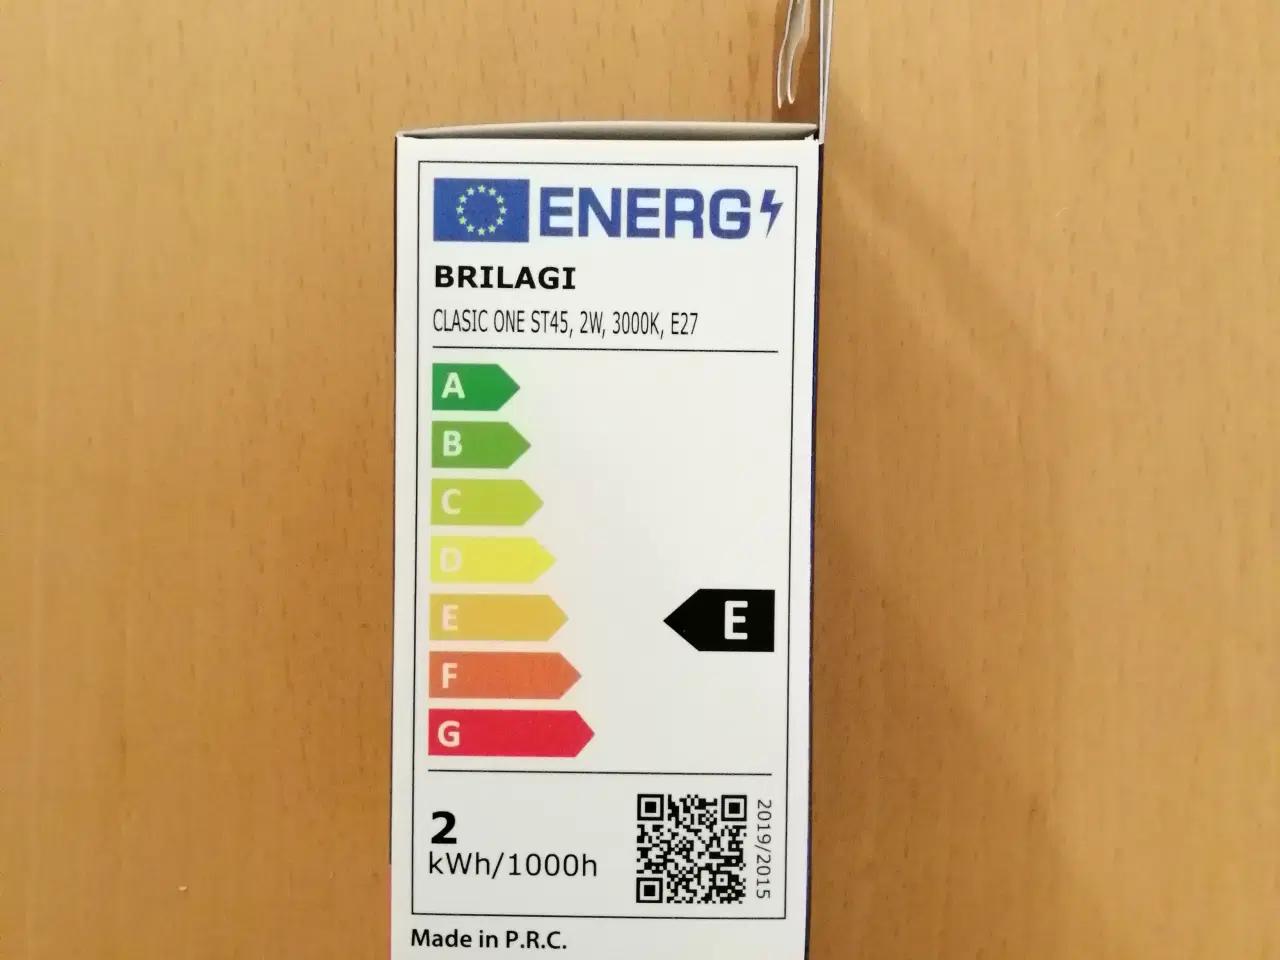 ENERG
BRILAGI
CLASIC ONE ST45, 2W, 3000K, E27
A
B
C
D
E
E
F
G
2
kWh/1000h
2019/2015
Made in P.R.C.